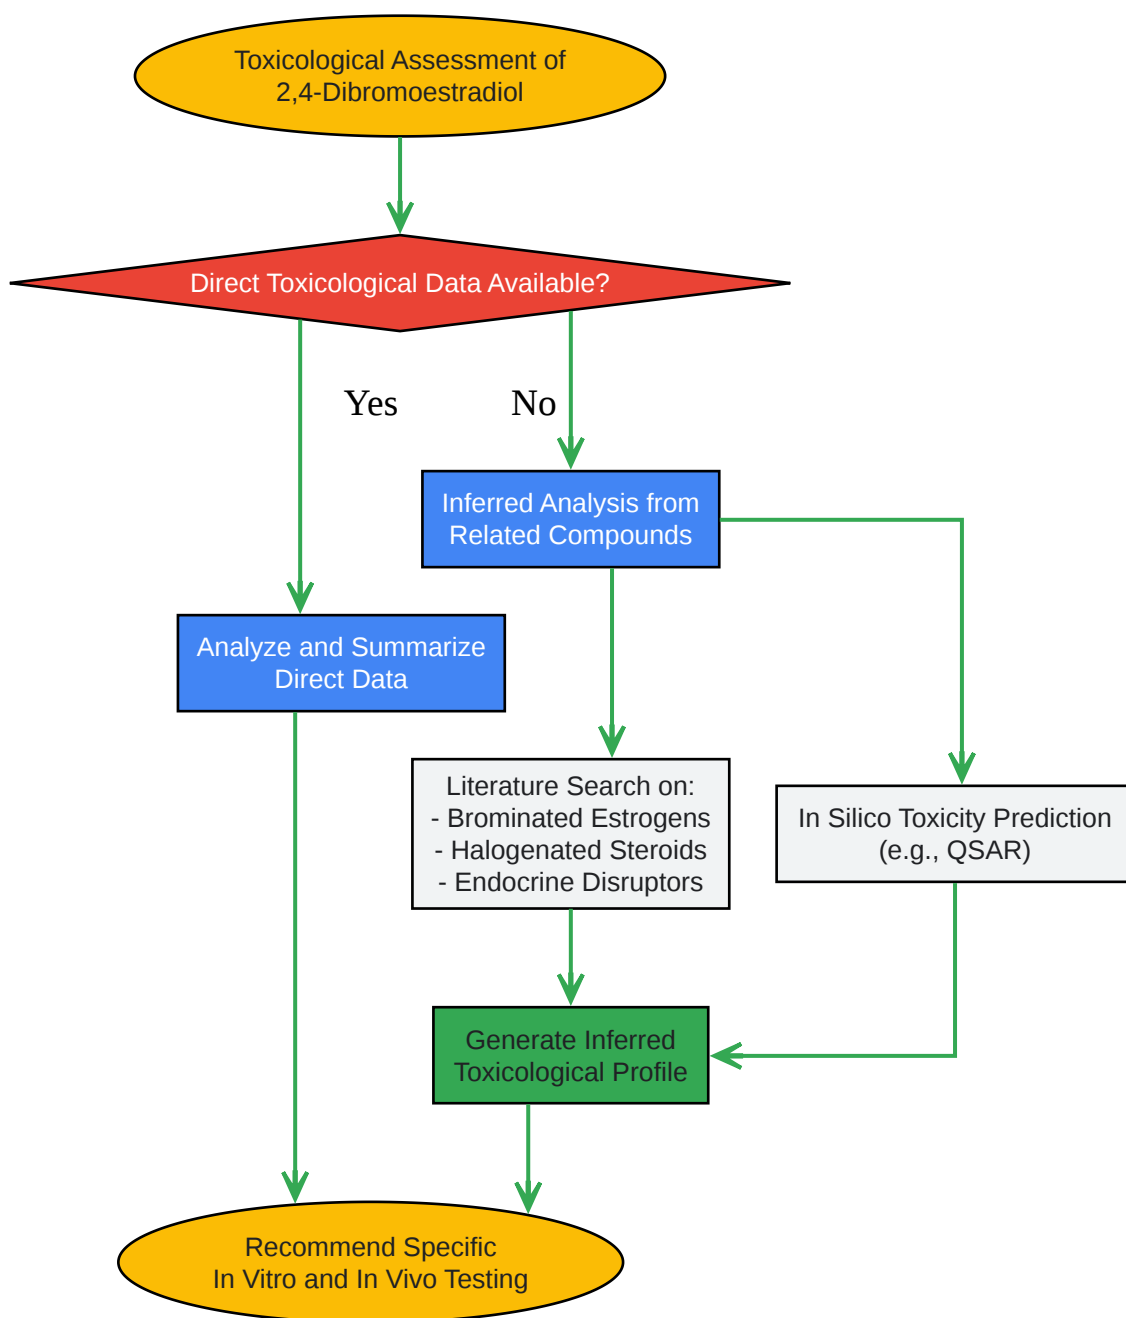 Toxicological Assessment of
2,4-Dibromoestradiol
Direct Toxicological Data Available?
Yes
No
Inferred Analysis from
Related Compounds
Analyze and Summarize
Direct Data
Literature Search on:
- Brominated Estrogens
- Halogenated Steroids
- Endocrine Disruptors
In Silico Toxicity Prediction
(e.g., QSAR)
Generate Inferred
Toxicological Profile
Recommend Specific
In Vitro and In Vivo Testing